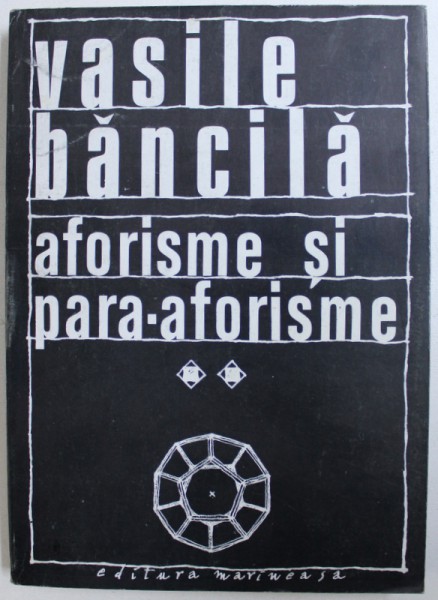 vasile
băncilă
aforisme și
para-aforisme
editura marineasa